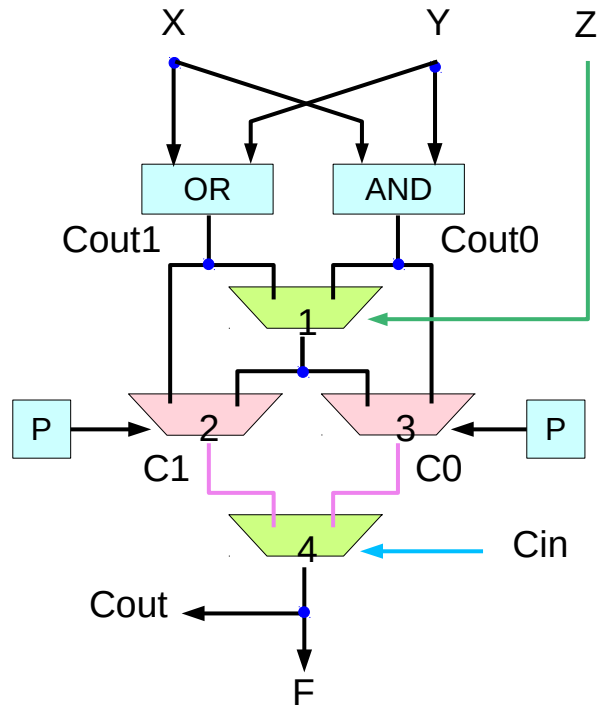 X Y Z
OR AND
Cout1 Cout0
1
P 2 3 P
C1 C0
4 Cin
Cout
F